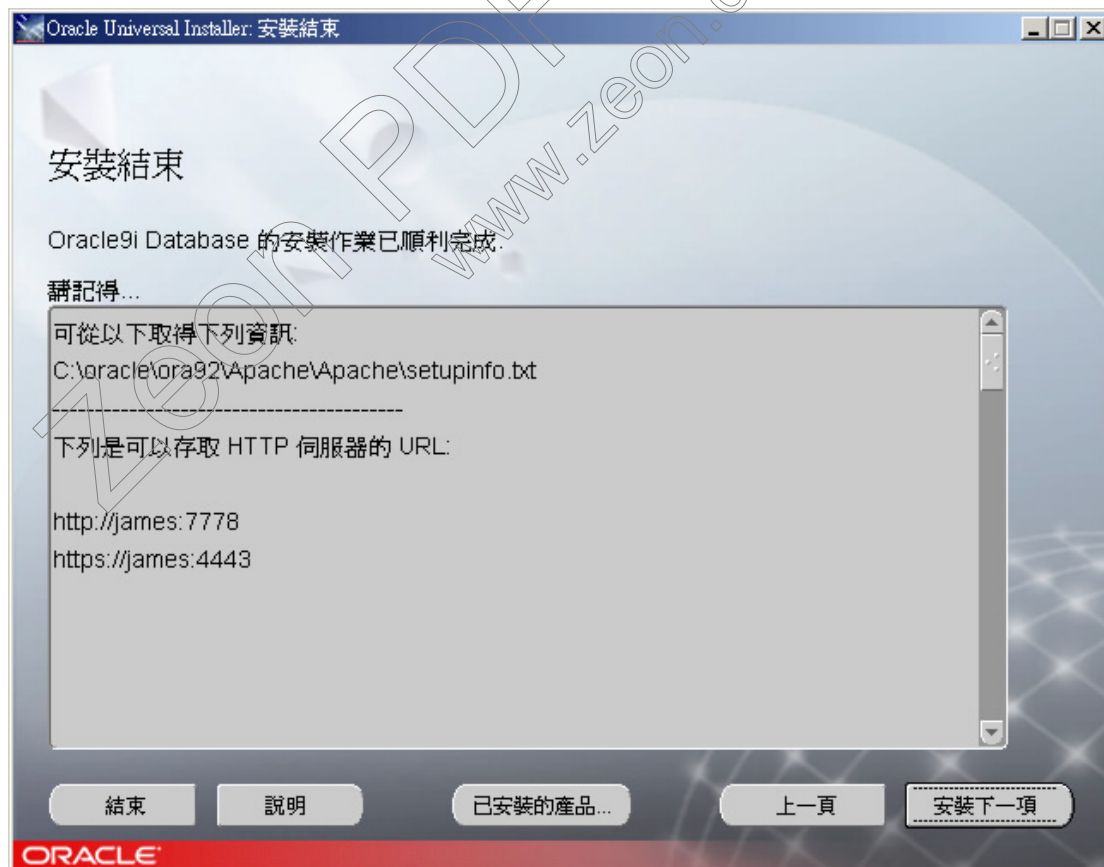 Oracle Universal Installer: 安裝結束
安裝結束
Oracle9i Database 的安裝作業已順利完成.
請記得...
可從以下取得下列資訊:
C:\oracle\ora92\Apache\Apache\setupinfo.txt
---------------------------------------
下列是可以存取 HTTP 伺服器的 URL:
http://james:7778
https://james:4443
結束
說明
已安裝的產品...
上一頁
安裝下一項
ORACLE
Zeon PDF
www.zeon.